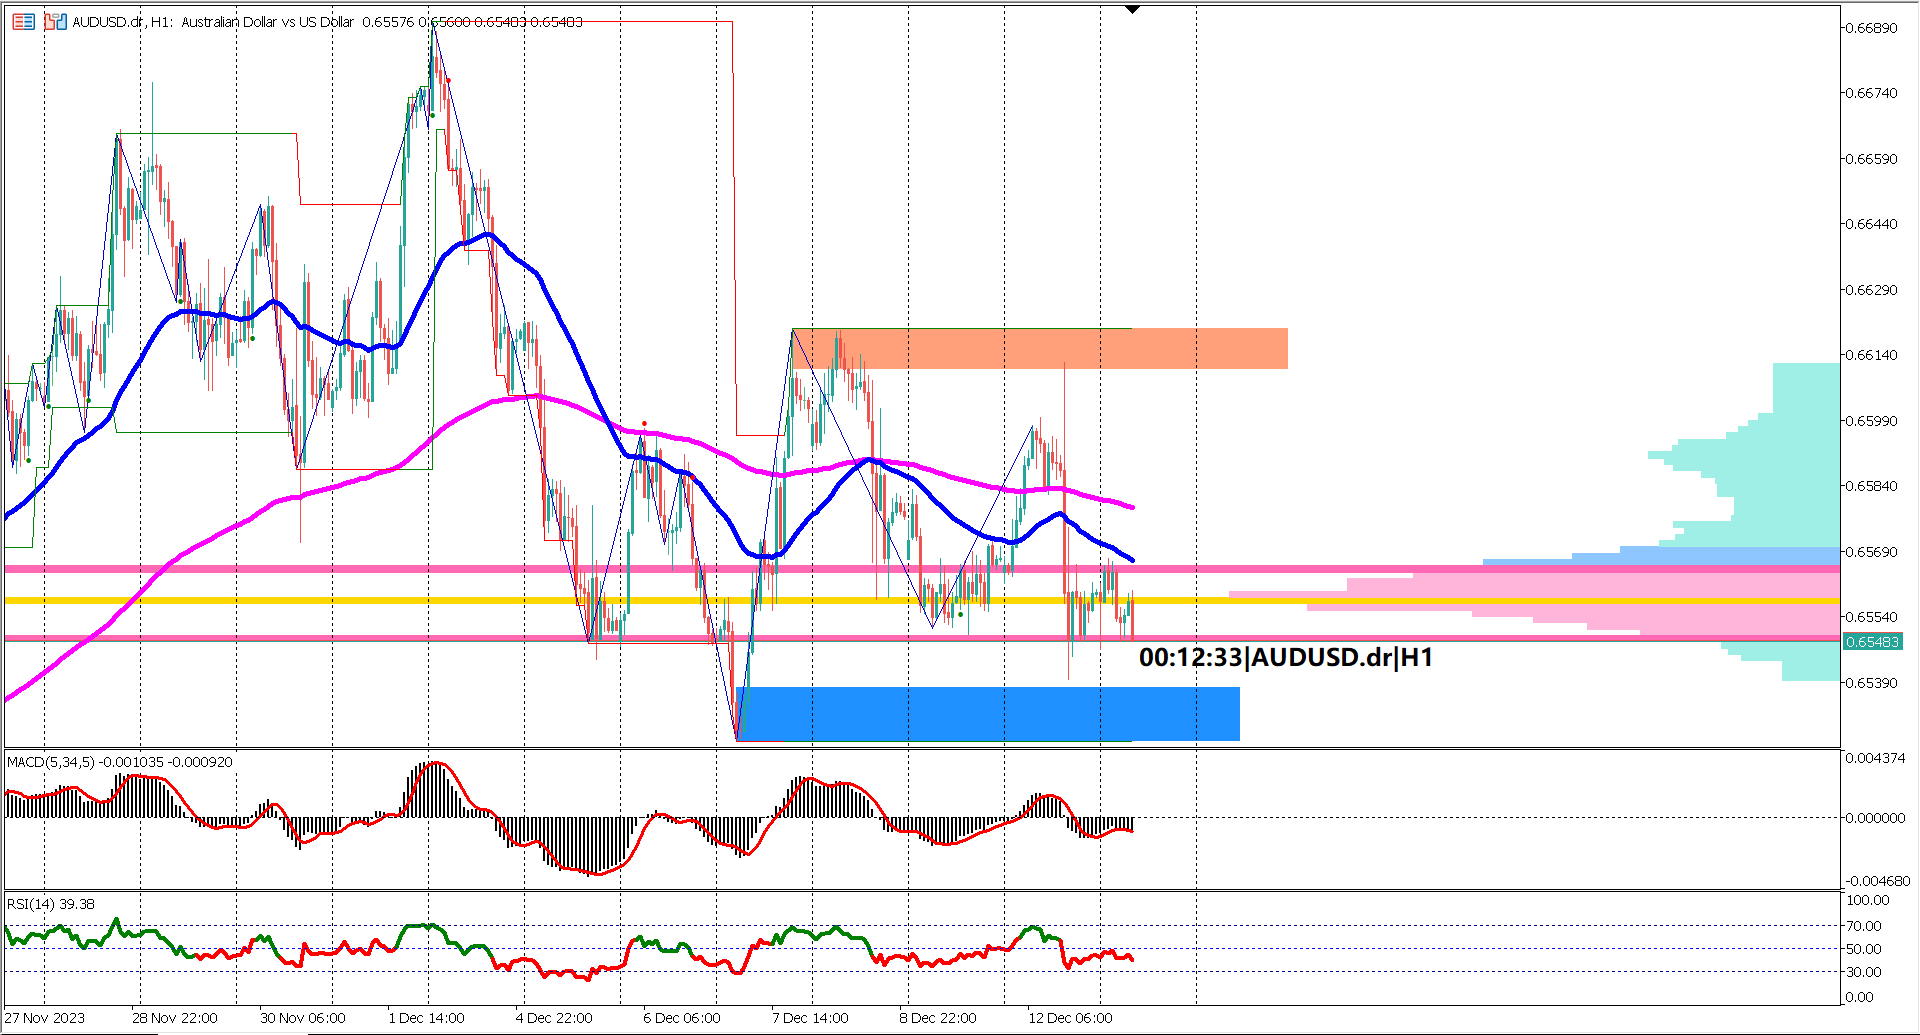 AUDUSD.dr, H1:  Australian Dollar vs US Dollar  0.65576 0.65600 0.65483 0.65483
0.66890
0.66740
0.66590
0.66440
0.66290
0.66140
0.65990
0.65840
0.65690
0.65540
0.65483
00:12:33|AUDUSD.dr|H1
0.65390
MACD(5,34,5) -0.001035 -0.000920
0.004374
0.000000
-0.004680
RSI(14) 39.38
100.00
70.00
50.00
30.00
0.00
27 Nov 2023
28 Nov 22:00
30 Nov 06:00
1 Dec 14:00
4 Dec 22:00
6 Dec 06:00
7 Dec 14:00
8 Dec 22:00
12 Dec 06:00